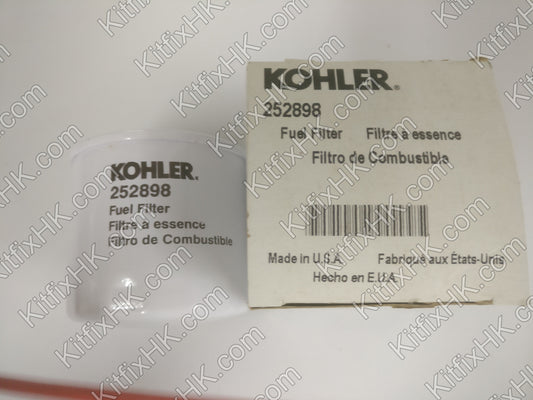 KOHLER.
252898
Fuel Filter
Filtre à essence
Filtro de Combustible
KOHLER®
252898
Fuel Filter Filtre à essence
Filtro de Combustible
Made in U.S.A. Fabriqué aux États-Unis
Hecho en E.U.A.
KitfixHK.com